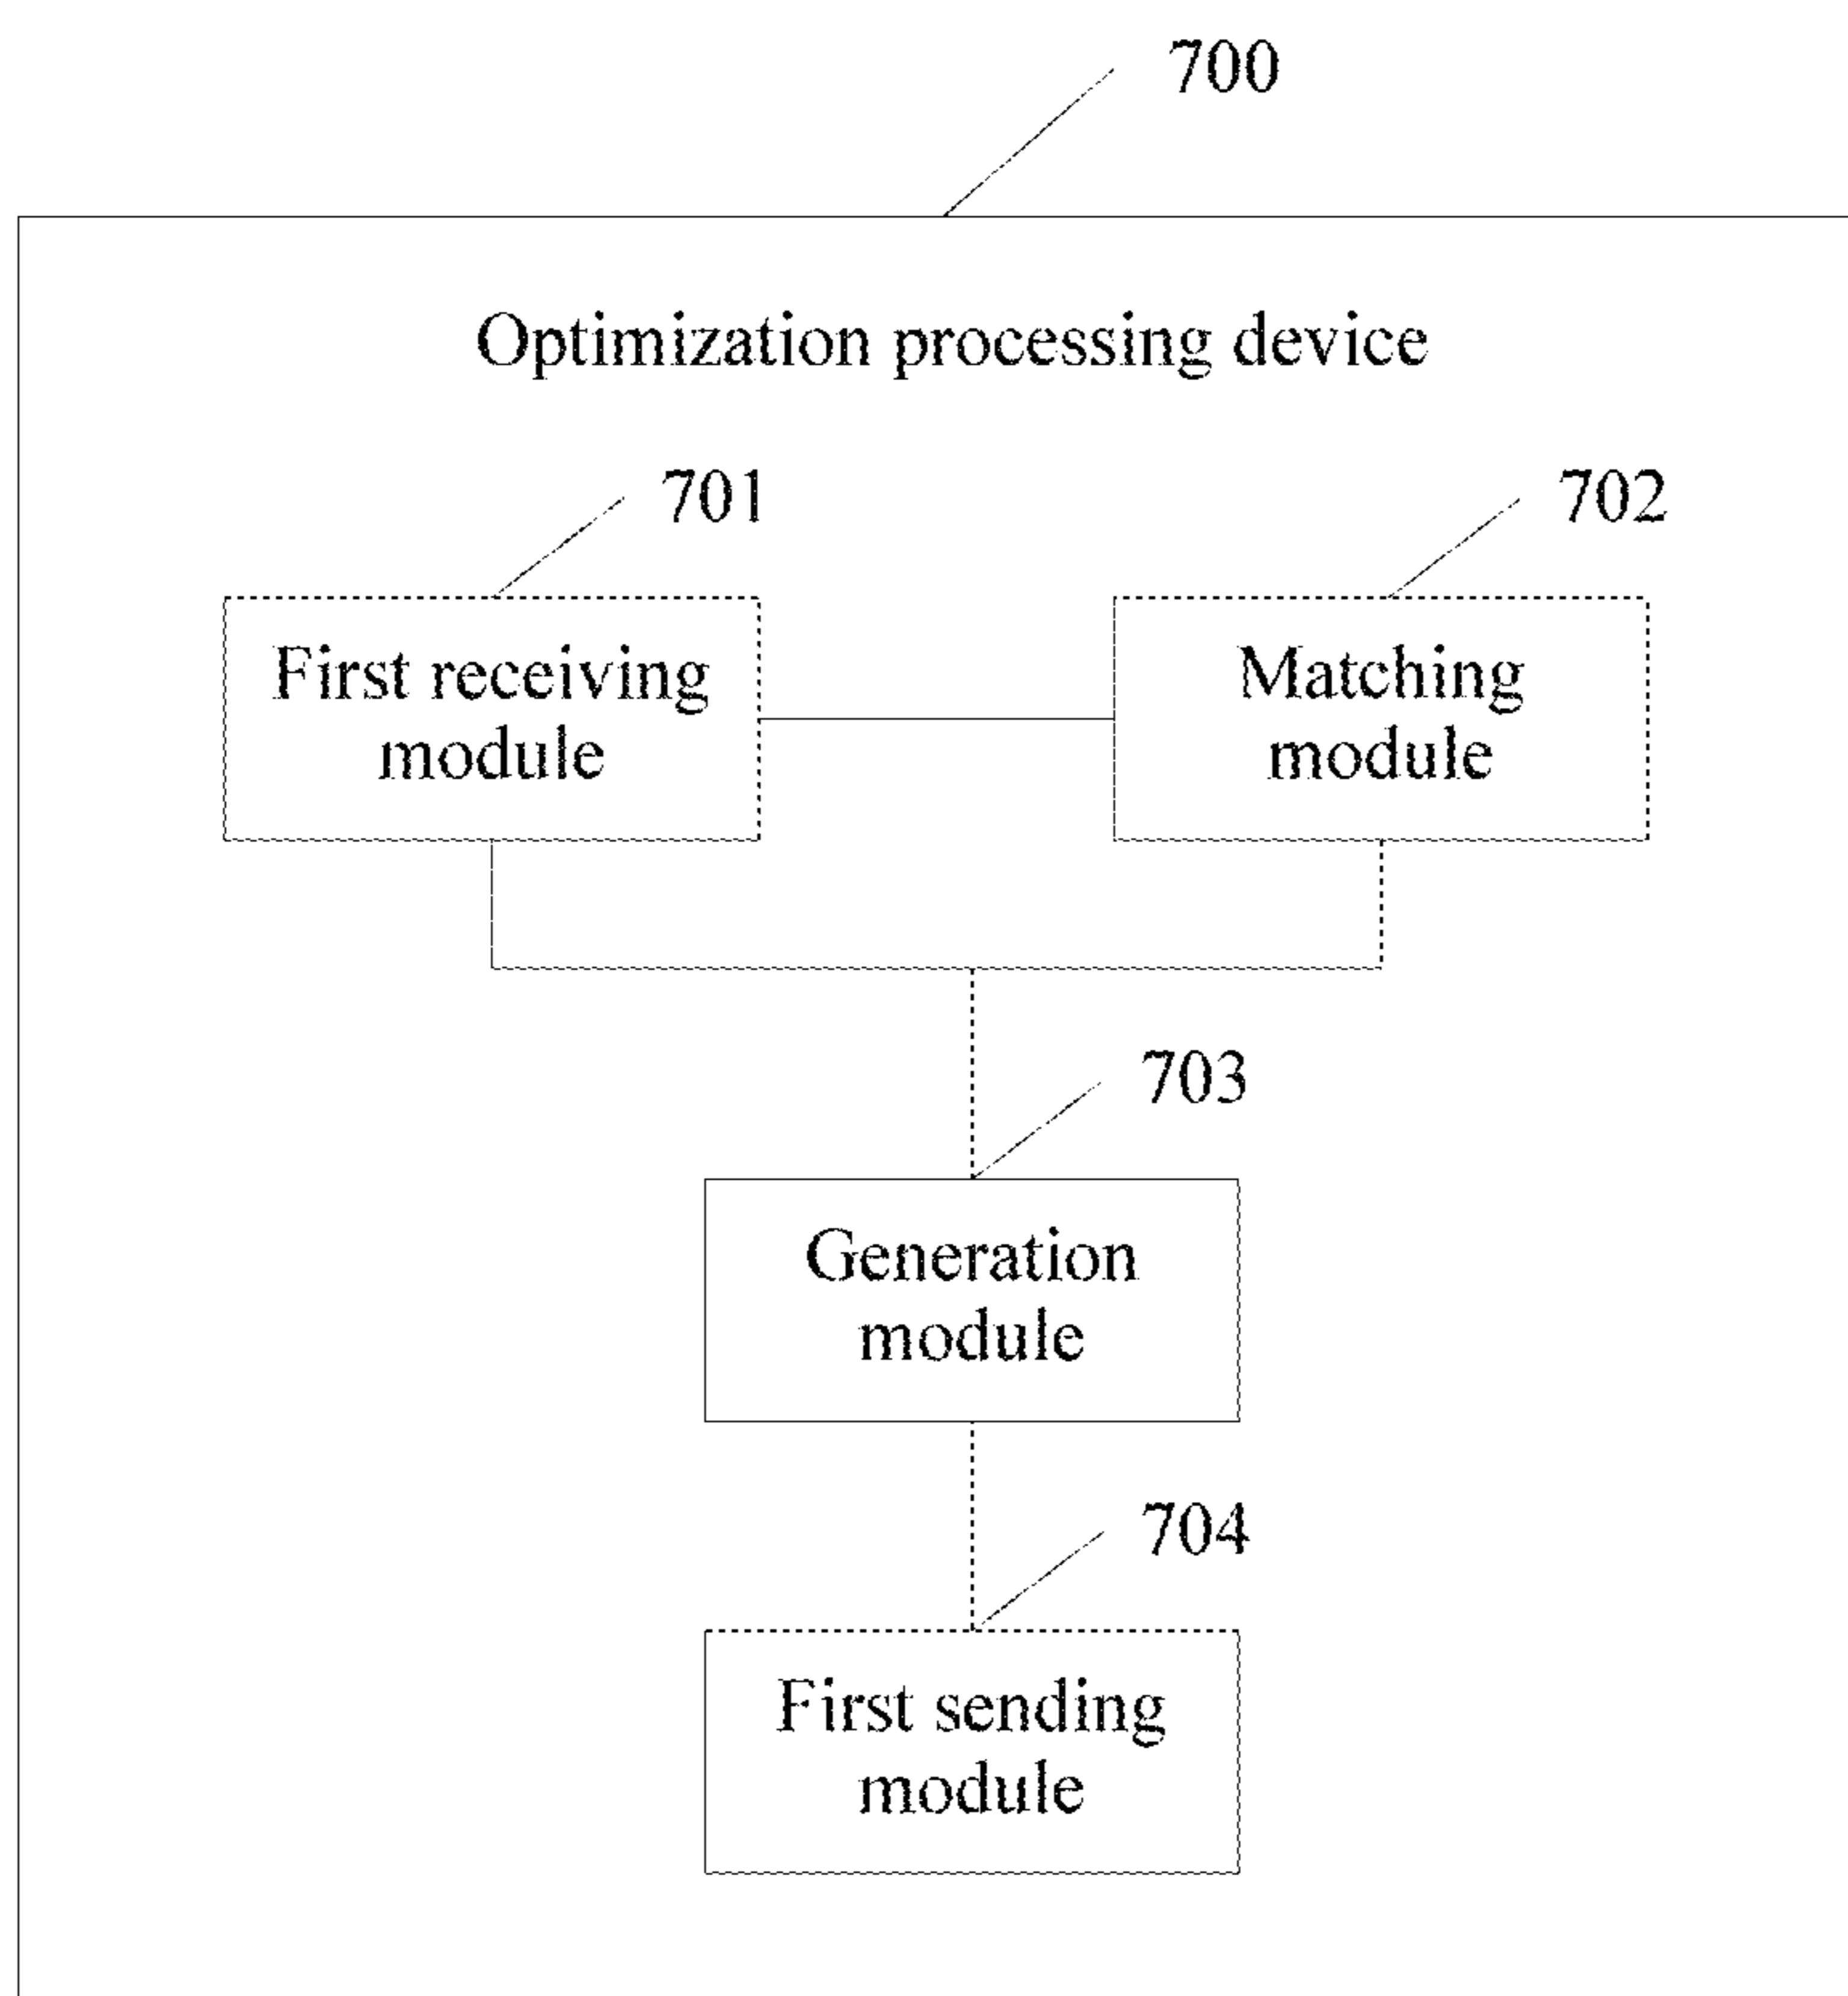 700
Optimization processing device
701
702
First receiving
module
Matching
module
703
Generation
module
704
First sending
module